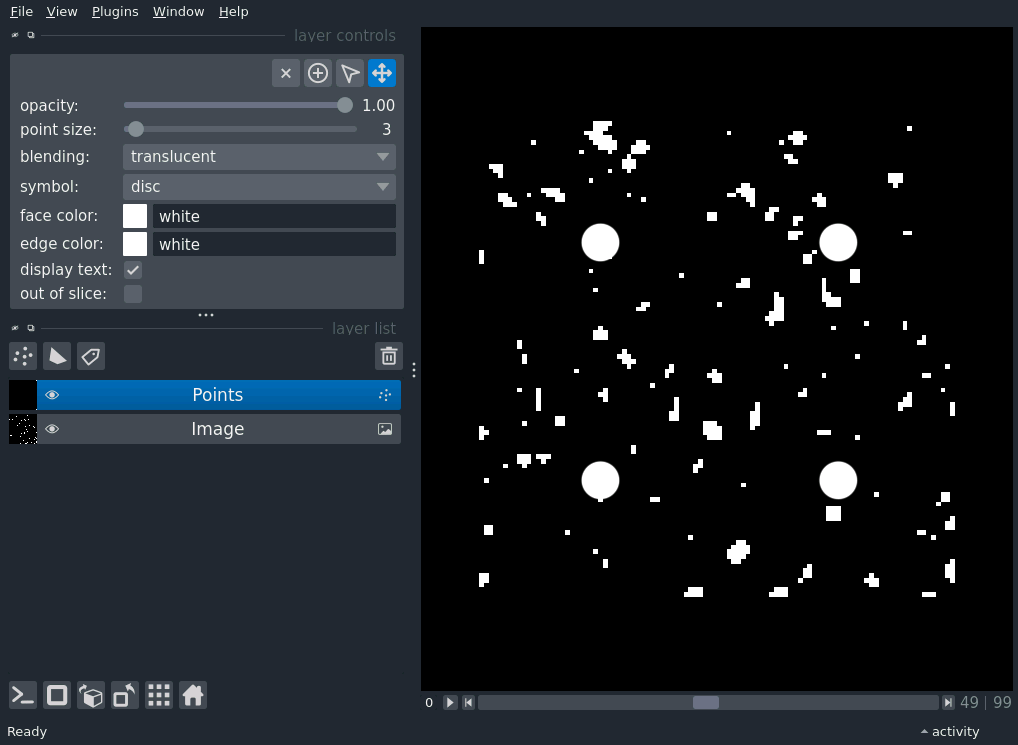 File View Plugins Window Help
layer controls
opacity: 1.00
point size: 3
blending: translucent
symbol: disc
face color: white
edge color: white
display text:
out of slice:
layer list
Points
Image
0 49 | 99
Ready activity